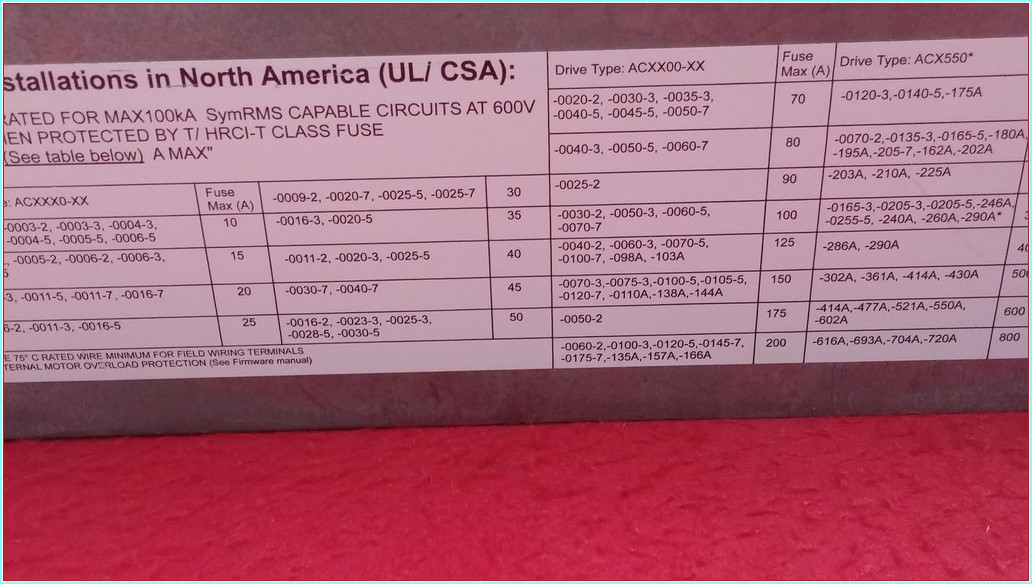 stallations in North America (UL/ CSA):
RATED FOR MAX100kA SymRMS CAPABLE CIRCUITS AT 600V
EN PROTECTED BY T/ HRCI-T CLASS FUSE
(See table below) A MAX"
: ACXXX0-XX
Fuse
Max (A)
-0009-2, -0020-7, -0025-5, -0025-7
30
-0003-2, -0003-3, -0004-3,
-0004-5, -0005-5, -0006-5
10
-0016-3, -0020-5
35
, -0005-2, -0006-2, -0006-3,
5
15
-0011-2, -0020-3, -0025-5
40
-3, -0011-5, -0011-7, -0016-7
20
-0030-7, -0040-7
45
6-2, -0011-3, -0016-5
25
-0016-2, -0023-3, -0025-3,
-0028-5, -0030-5
50
E 75° C RATED WIRE MINIMUM FOR FIELD WIRING TERMINALS
TERNAL MOTOR OVERLOAD PROTECTION (See Firmware manual)
Drive Type: ACXX00-XX
Fuse
Max (A)
Drive Type: ACX550*
-0020-2, -0030-3, -0035-3,
-0040-5, -0045-5, -0050-7
70
-0120-3,-0140-5,-175A
-0040-3, -0050-5, -0060-7
80
-0070-2,-0135-3,-0165-5,-180A,
-195A,-205-7,-162A,-202A
-0025-2
90
-203A, -210A, -225A
-0030-2, -0050-3, -0060-5,
-0070-7
100
-0165-3,-0205-3,-0205-5,-246A,
-0255-5, -240A, -260A,-290A*
-0040-2, -0060-3, -0070-5,
-0100-7, -098A, -103A
125
-286A, -290A
-0070-3,-0075-3,-0100-5,-0105-5,
-0120-7, -0110A,-138A,-144A
150
-302A, -361A, -414A, -430A
500
-0050-2
175
-414A,-477A,-521A,-550A,
-602A
600
-0060-2,-0100-3,-0120-5,-0145-7,
-0175-7,-135A,-157A,-166A
200
-616A,-693A,-704A,-720A
800